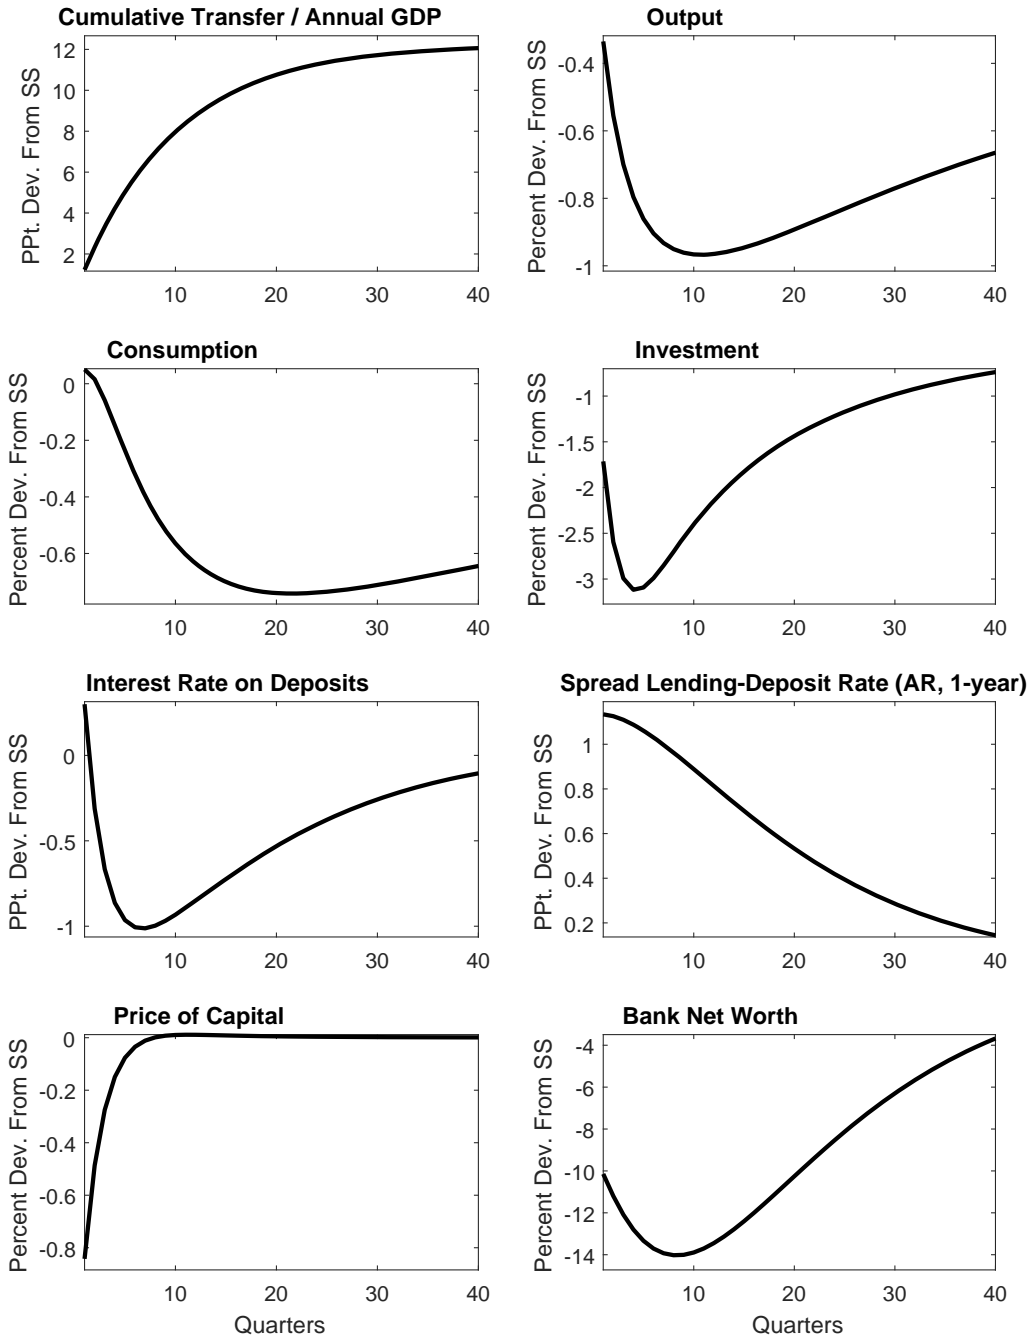 Cumulative Transfer / Annual GDP
PPt. Dev. From SS
12
10
8
6
4
2
10 20 30 40
Output
Percent Dev. From SS
-0.4
-0.6
-0.8
-1
10 20 30 40
Consumption
Percent Dev. From SS
0
-0.2
-0.4
-0.6
10 20 30 40
Investment
Percent Dev. From SS
-1
-1.5
-2
-2.5
-3
10 20 30 40
Interest Rate on Deposits
PPt. Dev. From SS
0
-0.5
-1
10 20 30 40
Spread Lending-Deposit Rate (AR, 1-year)
PPt. Dev. From SS
1
0.8
0.6
0.4
0.2
10 20 30 40
Price of Capital
Percent Dev. From SS
0
-0.2
-0.4
-0.6
-0.8
10 20 30 40
Quarters
Bank Net Worth
Percent Dev. From SS
-4
-6
-8
-10
-12
-14
10 20 30 40
Quarters